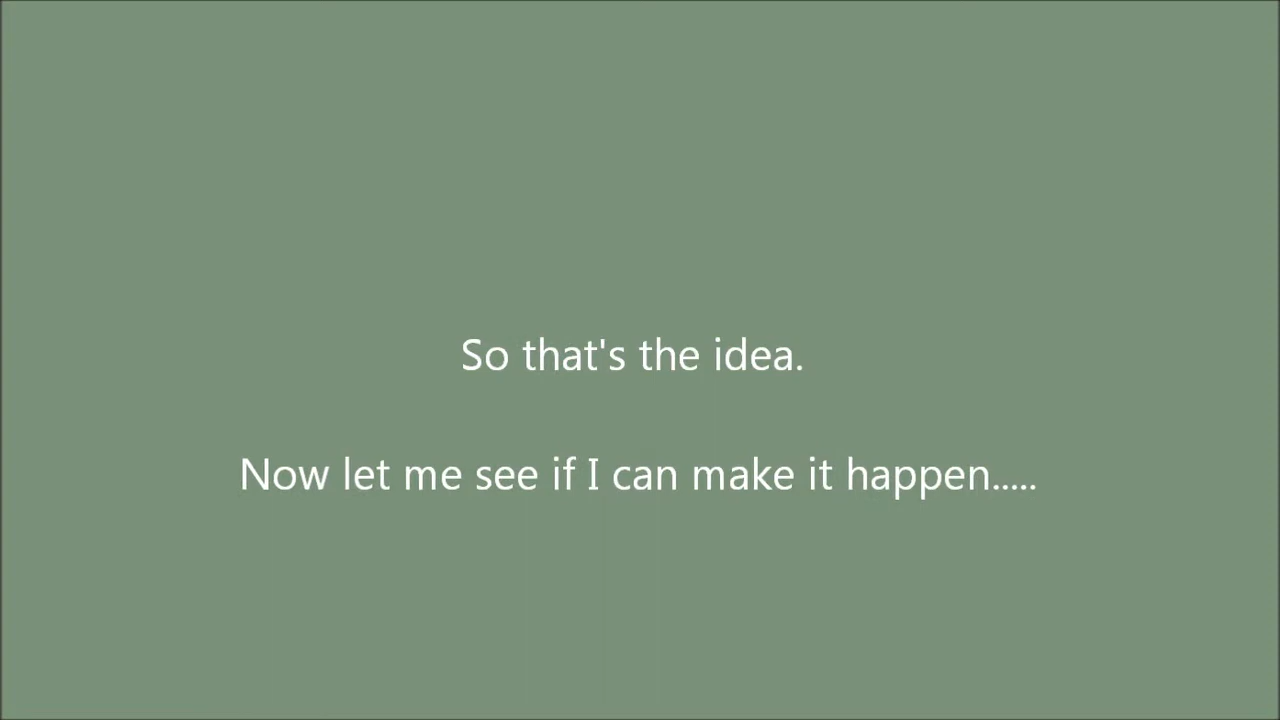 So that's the idea.
Now let me see if I can make it happen.....